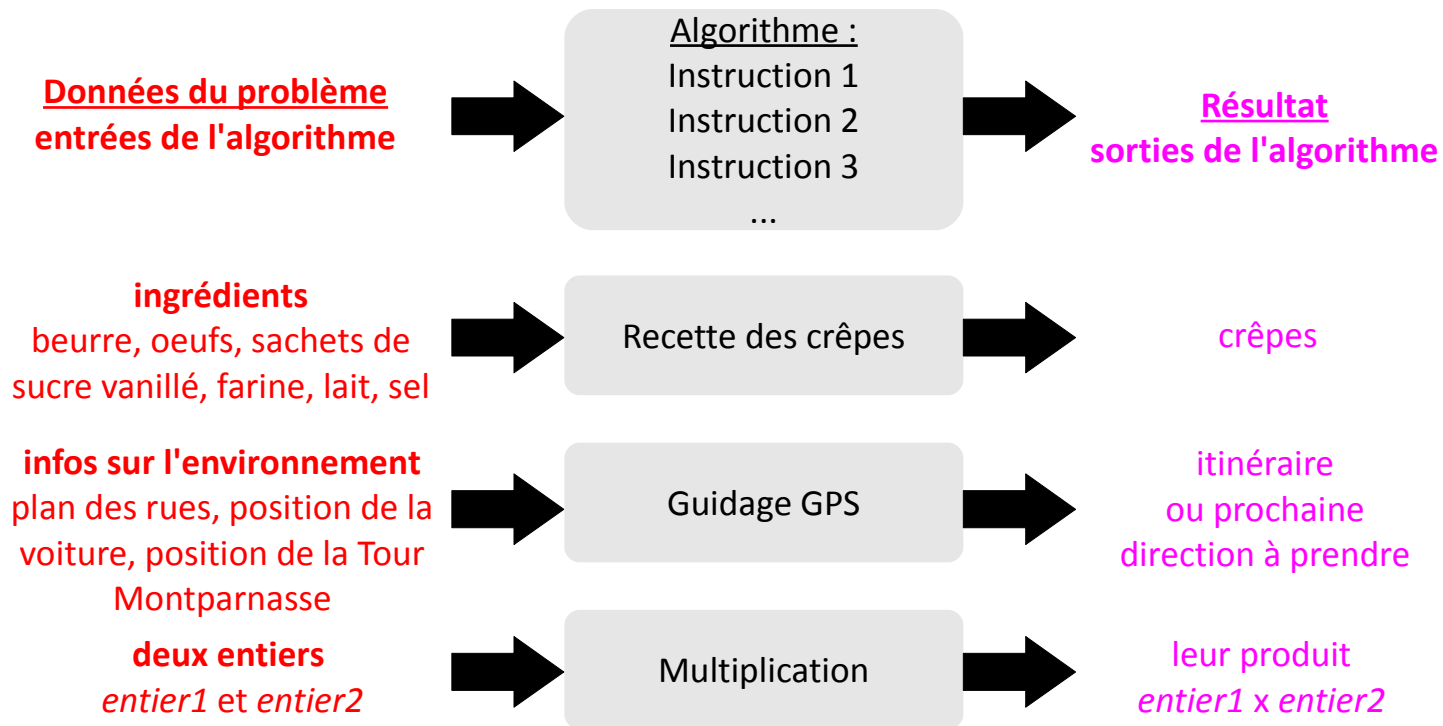 Données du problème
entrées de l'algorithme
Algorithme :
Instruction 1
Instruction 2
Instruction 3
...
Résultat
sorties de l'algorithme
ingrédients
beurre, oeufs, sachets de
sucre vanillé, farine, lait, sel
Recette des crêpes
crêpes
infos sur l'environnement
plan des rues, position de la
voiture, position de la Tour
Montparnasse
Guidage GPS
itinéraire
ou prochaine
direction à prendre
deux entiers
entier1 et entier2
Multiplication
leur produit
entier1 x entier2